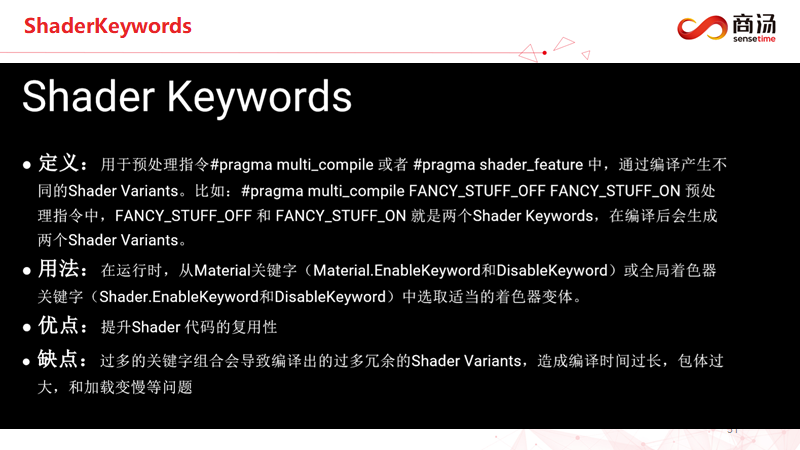 ShaderKeywords
商汤
sensetime
Shader Keywords
● 定义：用于预处理指令#pragma multi_compile 或者 #pragma shader_feature 中，通过编译产生不
同的Shader Variants。比如：#pragma multi_compile FANCY_STUFF_OFF FANCY_STUFF_ON 预处
理指令中，FANCY_STUFF_OFF 和 FANCY_STUFF_ON 就是两个Shader Keywords，在编译后会生成
两个Shader Variants。
● 用法：在运行时，从Material关键字（Material.EnableKeyword和DisableKeyword）或全局着色器
关键字（Shader.EnableKeyword和DisableKeyword）中选取适当的着色器变体。
● 优点：提升Shader 代码的复用性
● 缺点：过多的关键字组合会导致编译出的过多冗余的Shader Variants，造成编译时间过长，包体过
大，和加载变慢等问题